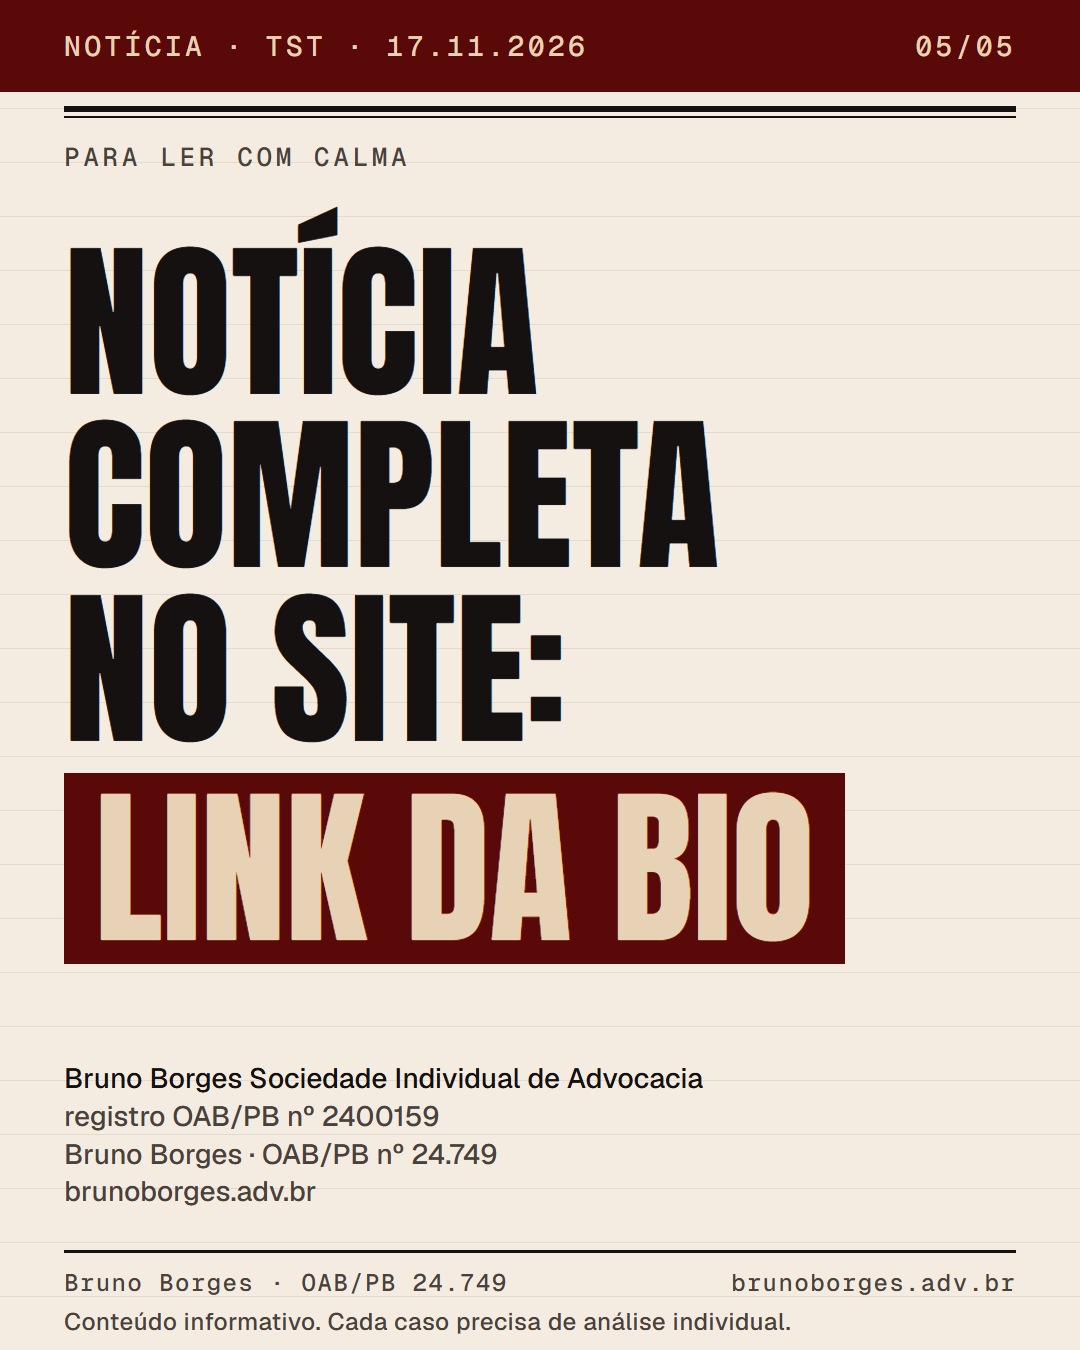 NOTÍCIA · TST · 17.11.2026 05/05
PARA LER COM CALMA
NOTÍCIA
COMPLETA
NO SITE:
LINK DA BIO
Bruno Borges Sociedade Individual de Advocacia
registro OAB/PB nº 2400159
Bruno Borges · OAB/PB nº 24.749
brunoborges.adv.br
Bruno Borges · OAB/PB 24.749 brunoborges.adv.br
Conteúdo informativo. Cada caso precisa de análise individual.